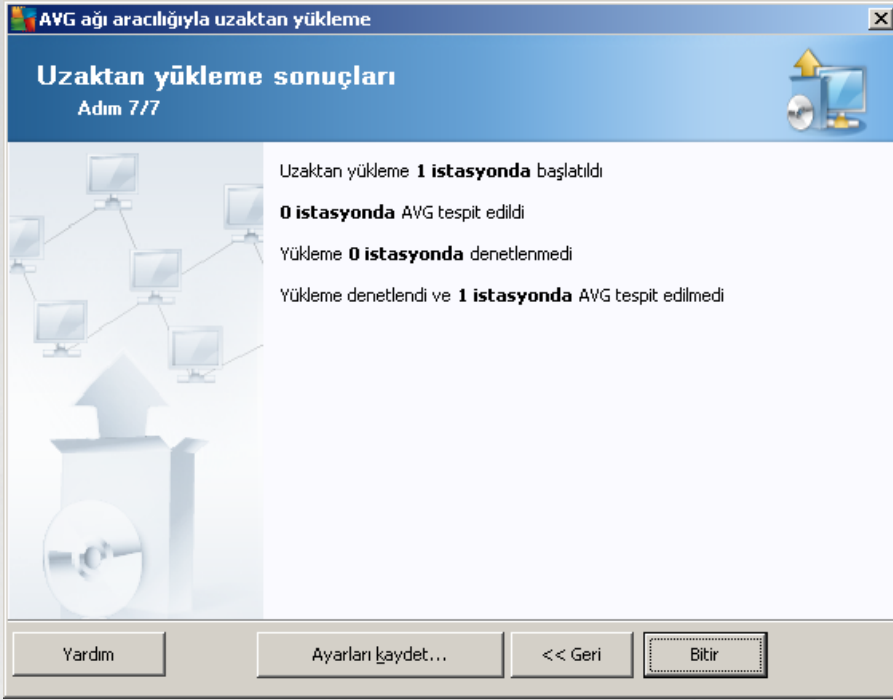 AVG ağı aracılığıyla uzaktan yükleme
Uzaktan yükleme sonuçları
Adım 7/7
Uzaktan yükleme 1 istasyonda başlatıldı
0 istasyonda AVG tespit edildi
Yükleme 0 istasyonda denetlenmedi
Yükleme denetlendi ve 1 istasyonda AVG tespit edilmedi
Yardım Ayarları kaydet... << Geri Bitir